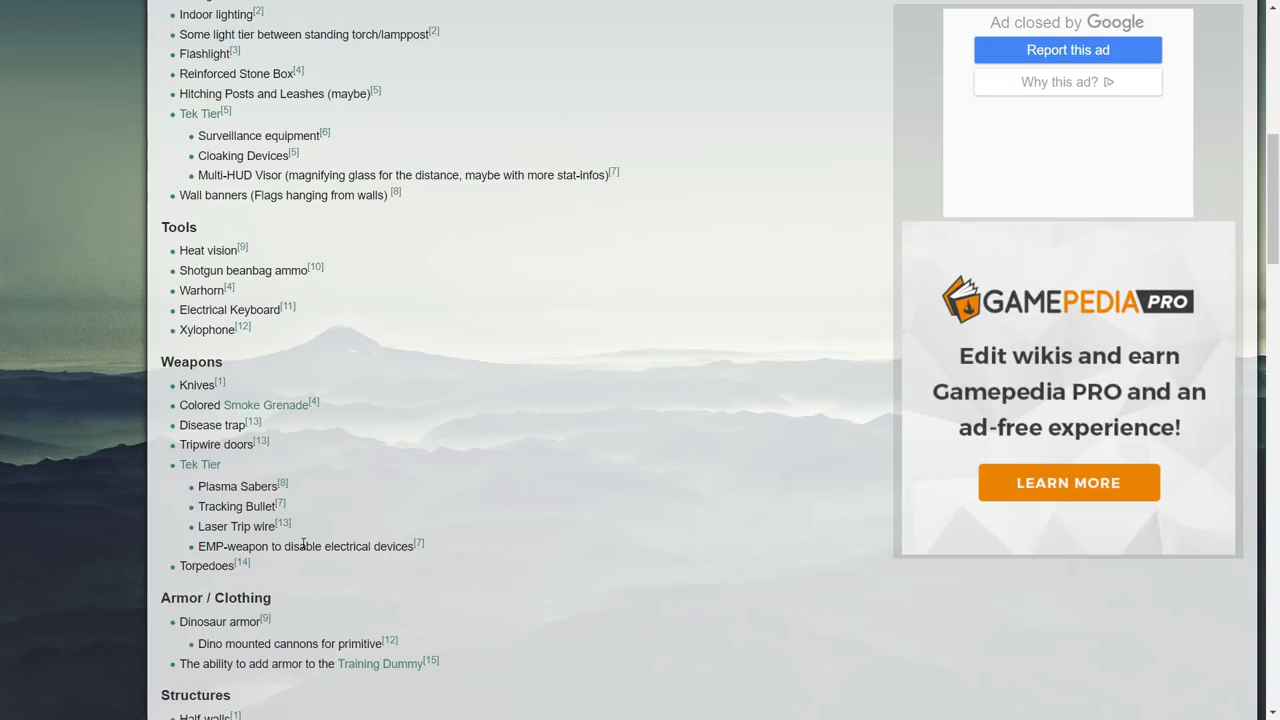 Indoor lighting[2]
Some light tier between standing torch/lamppost[2]
Flashlight[3]
Reinforced Stone Box[4]
Hitching Posts and Leashes (maybe)[5]
Tek Tier[5]
Surveillance equipment[6]
Cloaking Devices[5]
Multi-HUD Visor (magnifying glass for the distance, maybe with more stat-infos)[7]
Wall banners (Flags hanging from walls) [8]
Tools
Heat vision[9]
Shotgun beanbag ammo[10]
Warhorn[4]
Electrical Keyboard[11]
Xylophone[12]
Weapons
Knives[1]
Colored Smoke Grenade[4]
Disease trap[13]
Tripwire doors[13]
Tek Tier
Plasma Sabers[8]
Tracking Bullet[7]
Laser Trip wire[13]
EMP-weapon to disable electrical devices[7]
Torpedoes[14]
Armor / Clothing
Dinosaur armor[9]
Dino mounted cannons for primitive[12]
The ability to add armor to the Training Dummy[15]
Structures
Half walls[1]
Ad closed by Google
Report this ad
Why this ad?
GAMEPEDIA PRO
Edit wikis and earn
Gamepedia PRO and an
ad-free experience!
LEARN MORE